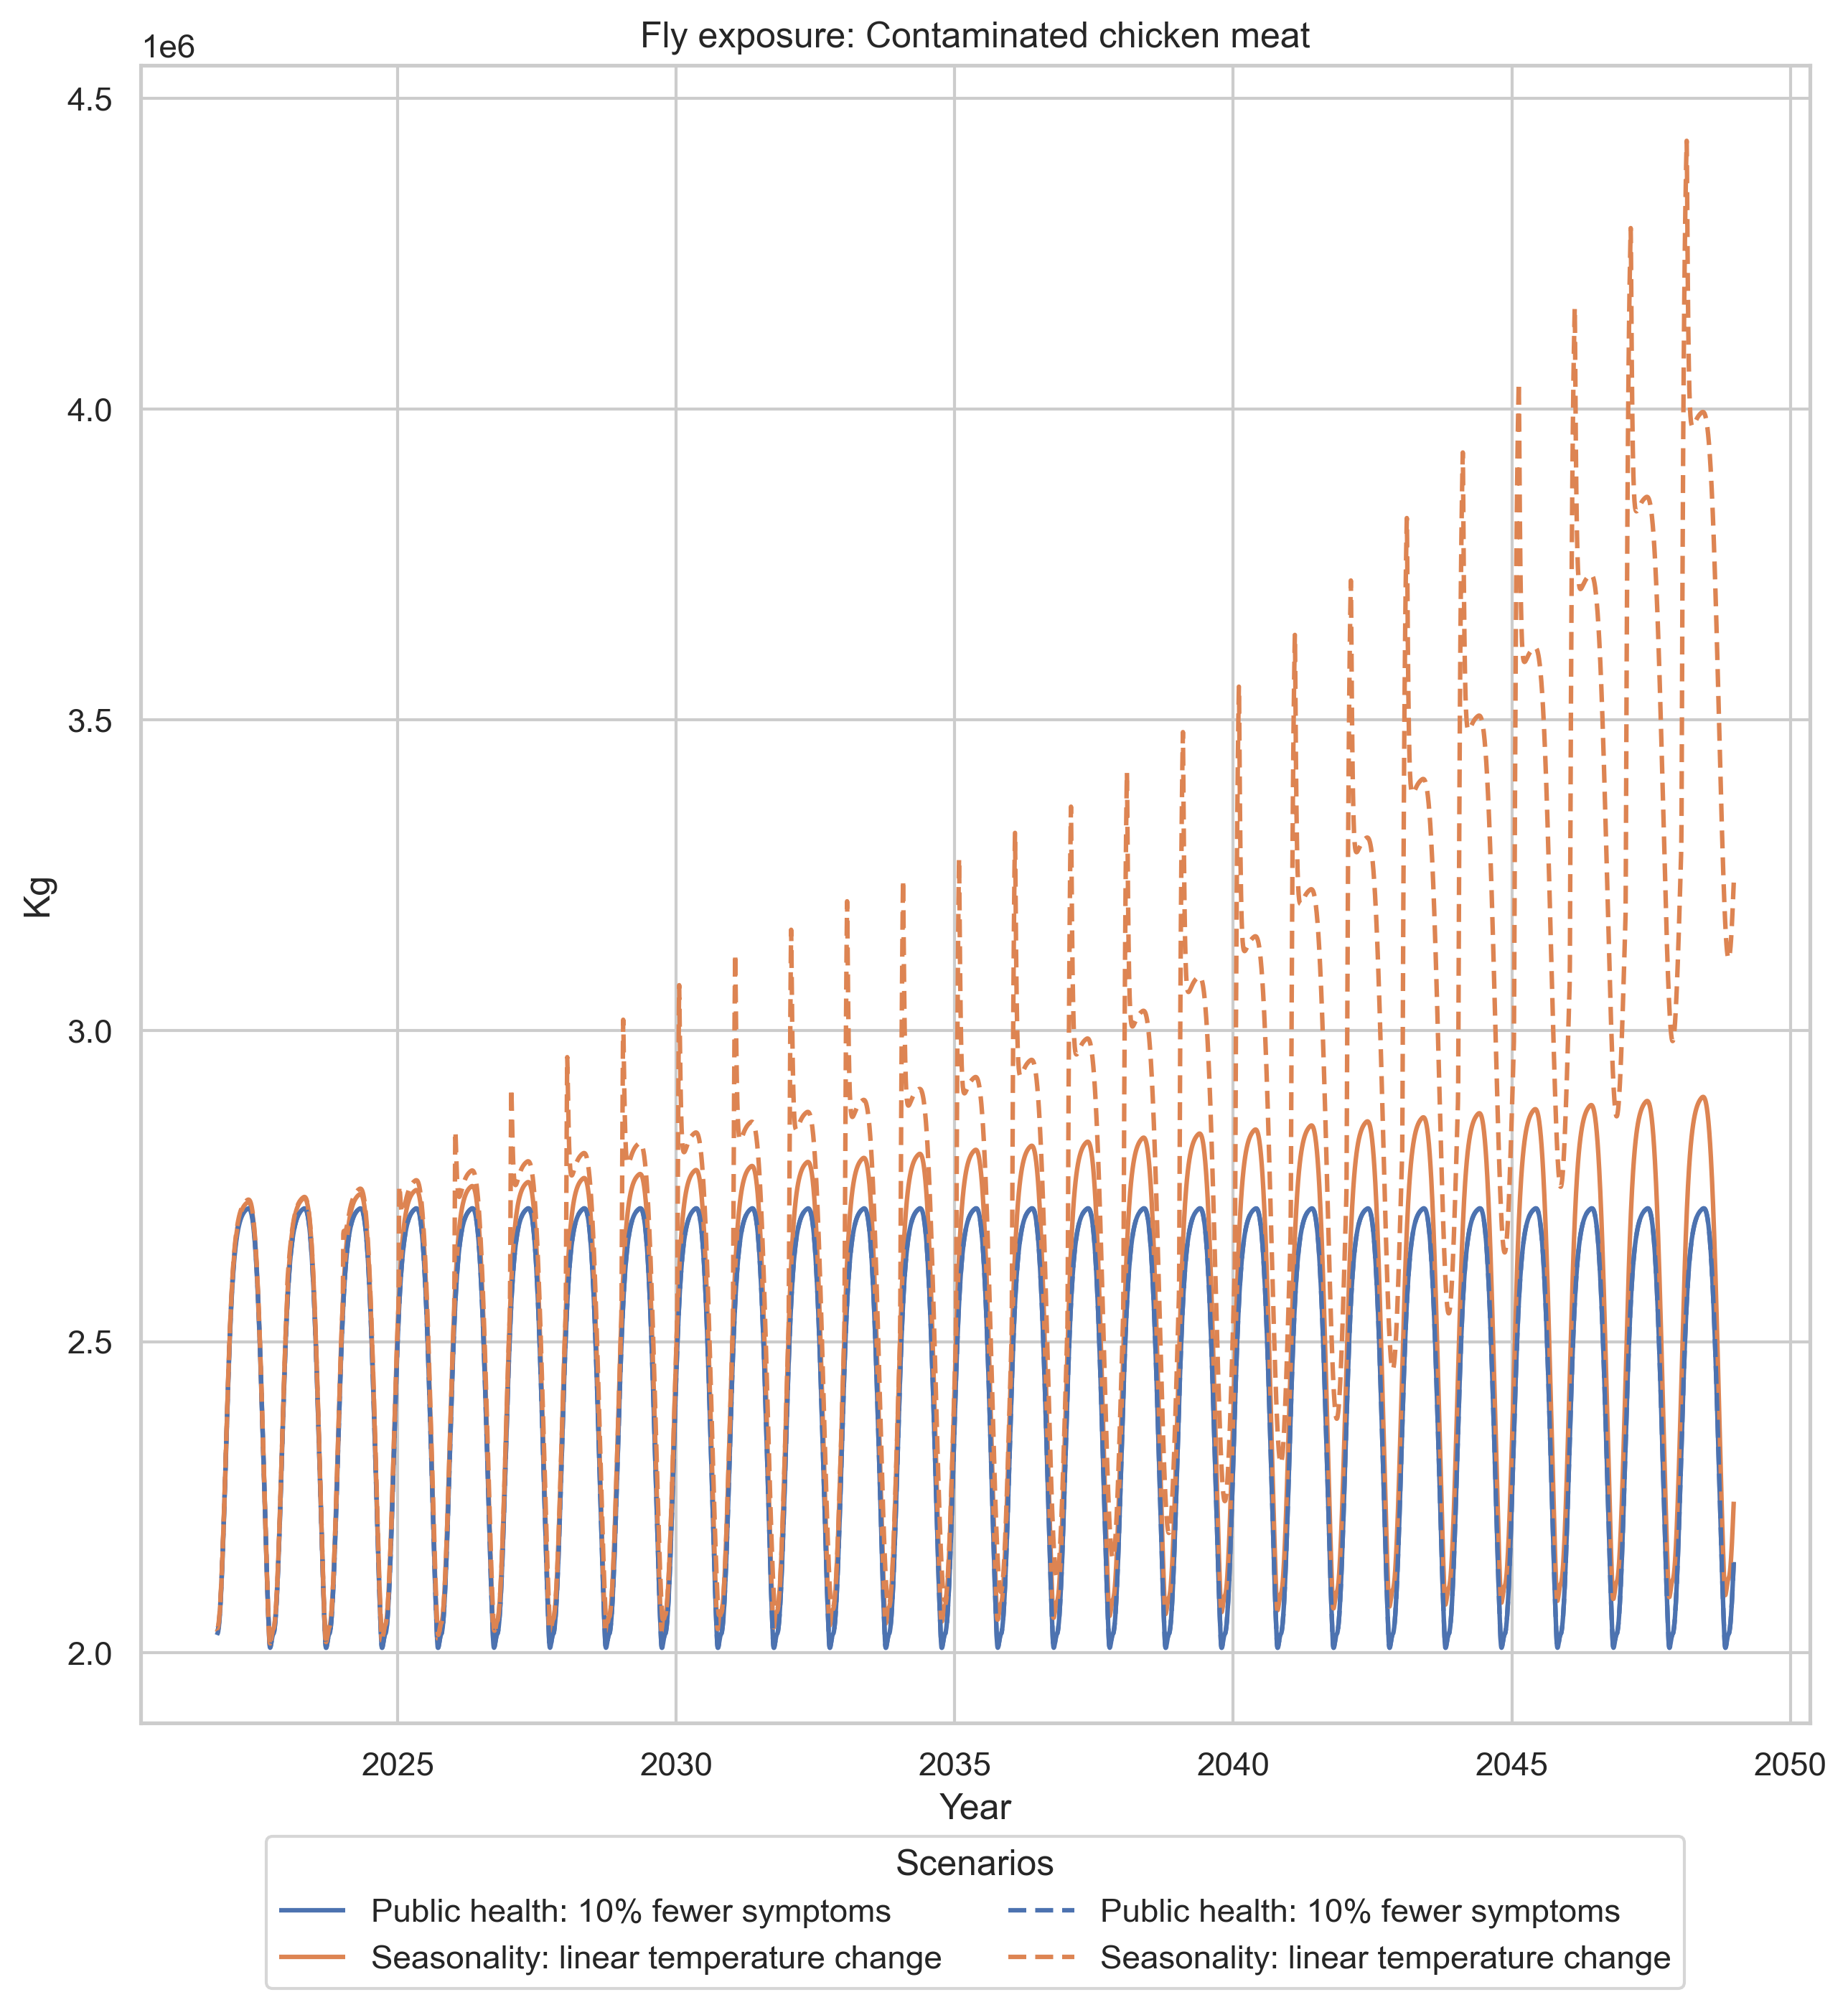 Fly exposure: Contaminated chicken meat
1e6
4.5
4.0
3.5
3.0
2.5
2.0
Kg
2025 2030 2035 2040 2045 2050
Year
Scenarios
Public health: 10% fewer symptoms Public health: 10% fewer symptoms
Seasonality: linear temperature change Seasonality: linear temperature change